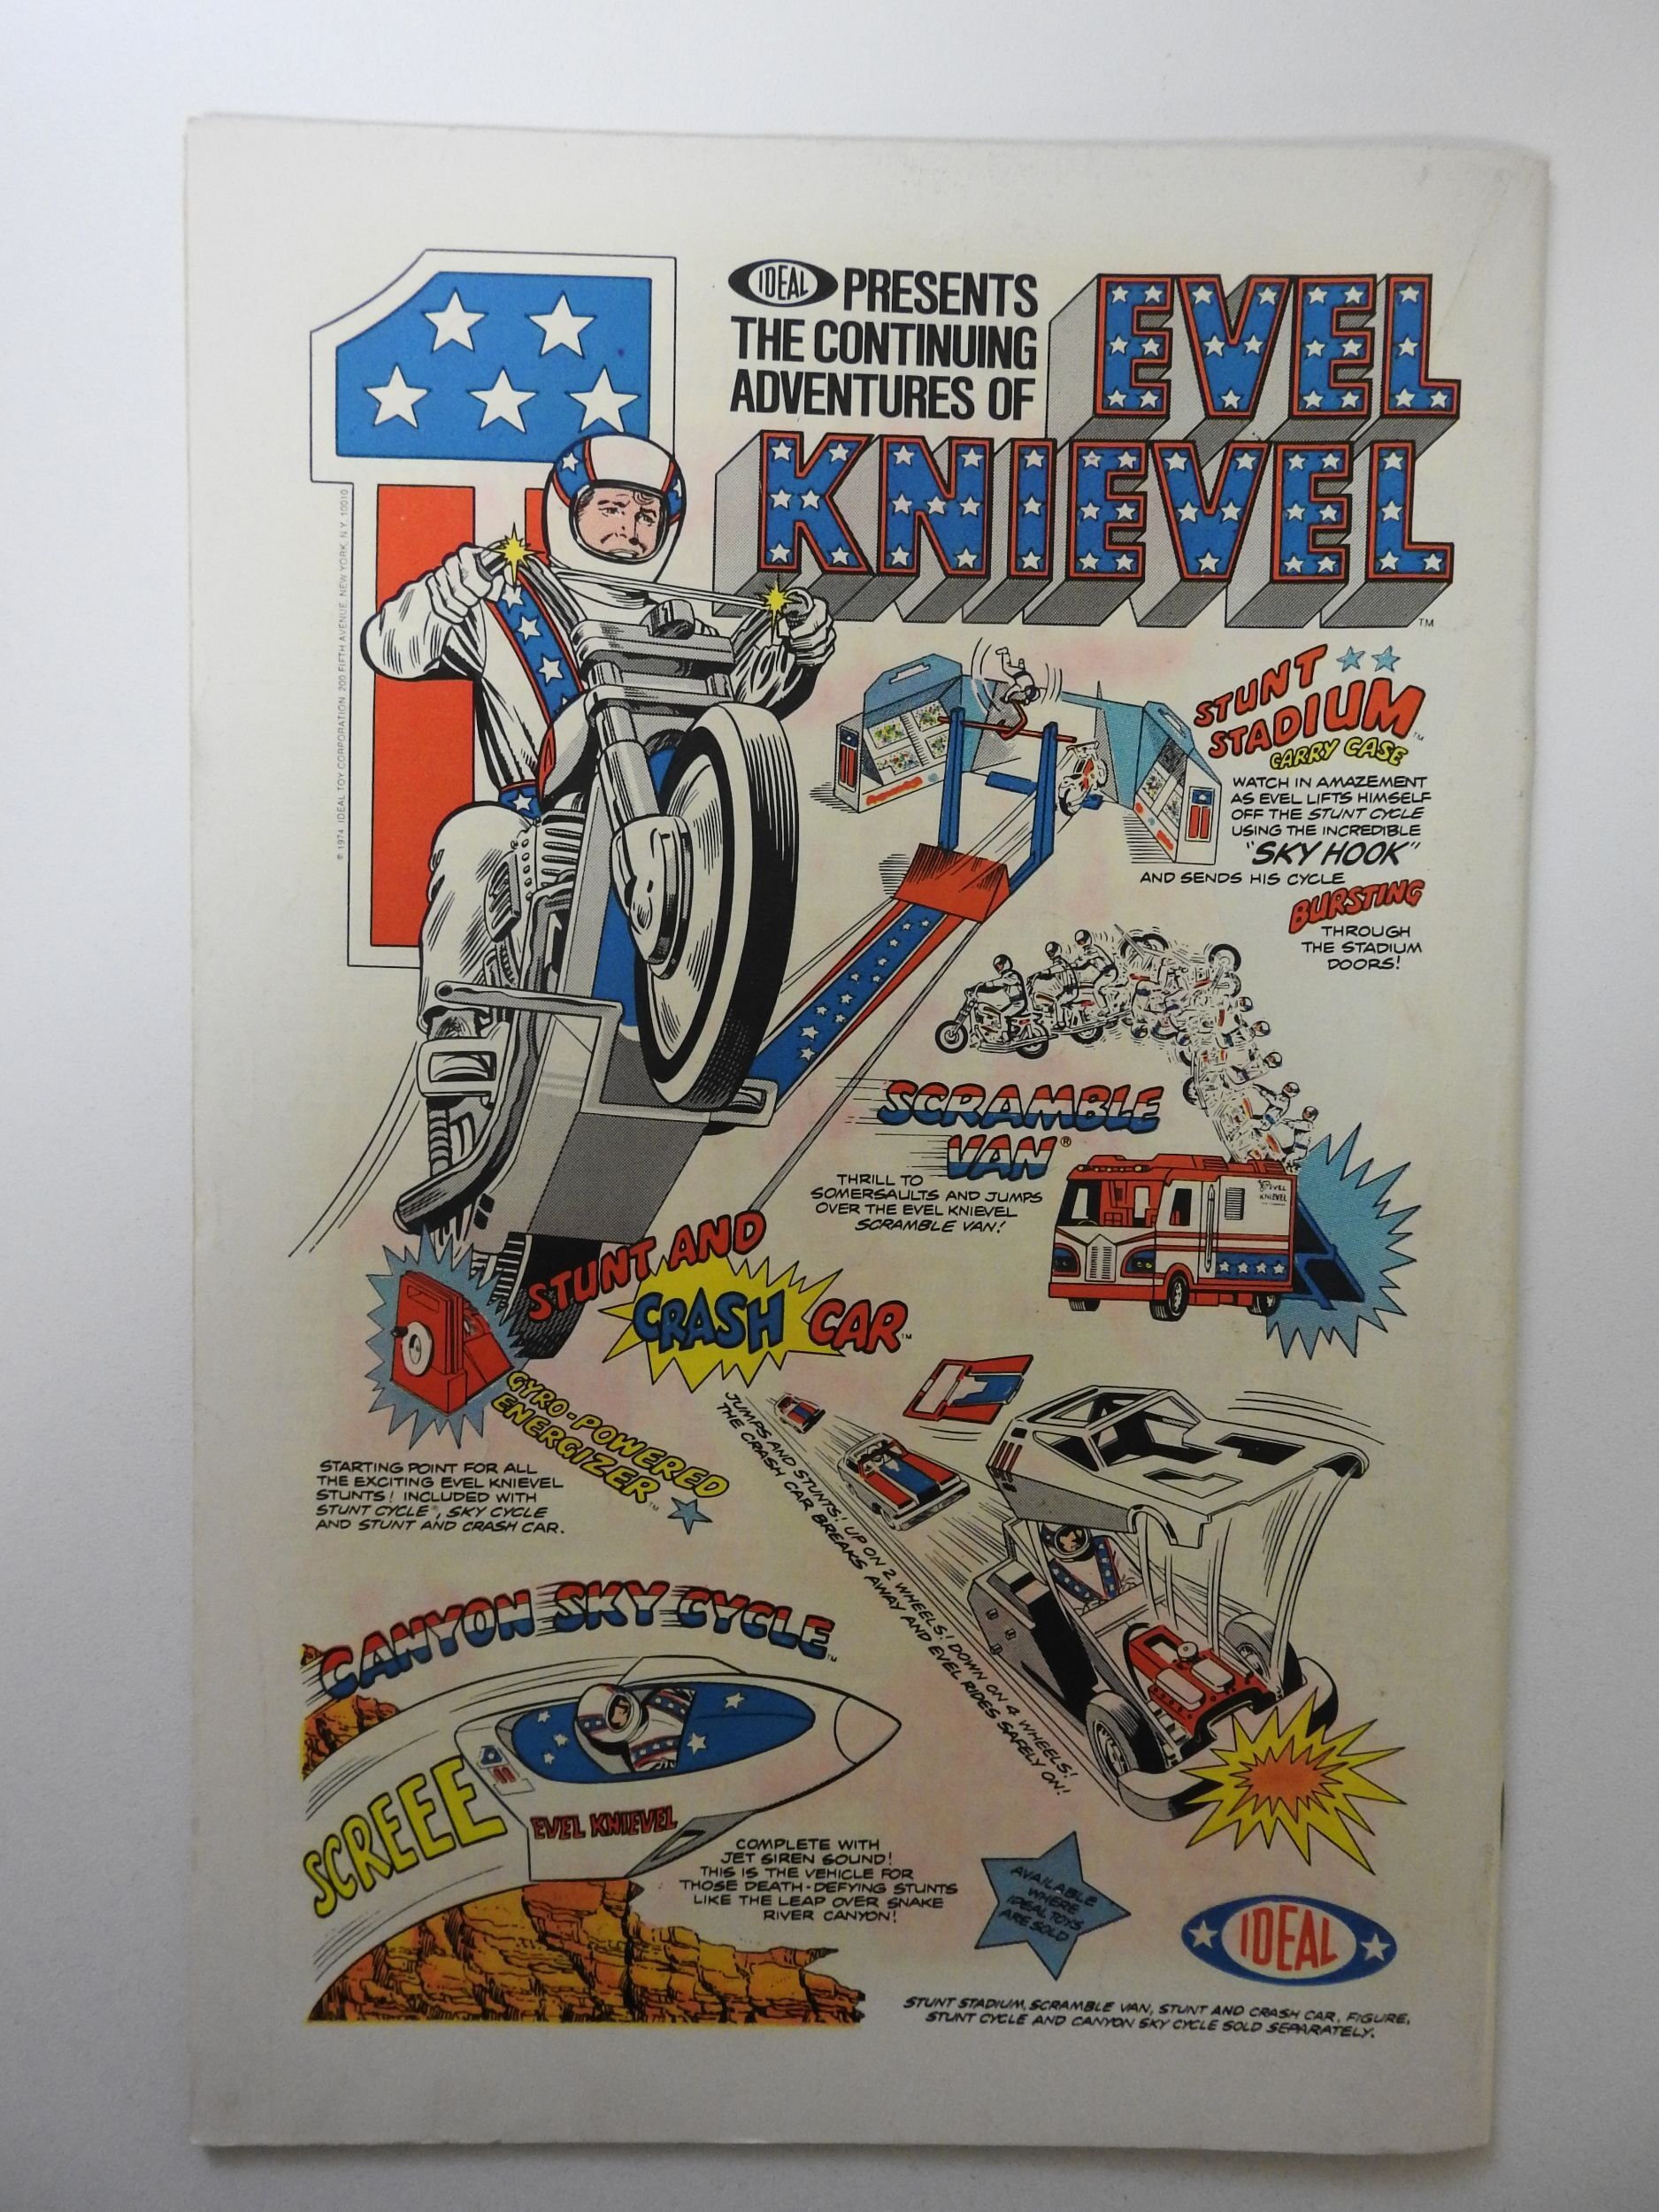 IDEAL PRESENTS
THE CONTINUING
ADVENTURES OF
EVEL
KNIEVEL
TM
© 1974 IDEAL TOY CORPORATION, 200 FIFTH AVENUE, NEW YORK, N.Y. 10010
STUNT
STADIUM™
CARRY CASE
WATCH IN AMAZEMENT
AS EVEL LIFTS HIMSELF
OFF THE STUNT CYCLE
USING THE INCREDIBLE
"SKY HOOK"
AND SENDS HIS CYCLE
BURSTING
THROUGH
THE STADIUM
DOORS!
SCRAMBLE
VAN®
THRILL TO
SOMERSAULTS AND JUMPS
OVER THE EVEL KNIEVEL
SCRAMBLE VAN!
EVEL
KNIEVEL
STUNT AND
CRASH CAR™
JUMPS AND STUNTS! UP ON 2 WHEELS! DOWN ON 4 WHEELS!
THE CRASH CAR BREAKS AWAY AND EVEL RIDES SAFELY ON!
GYRO-POWERED
ENERGIZER™
STARTING POINT FOR ALL
THE EXCITING EVEL KNIEVEL
STUNTS! INCLUDED WITH
STUNT CYCLE®, SKY CYCLE
AND STUNT AND CRASH CAR.
CANYON SKY CYCLE™
SCREEE
EVEL KNIEVEL
COMPLETE WITH
JET SIREN SOUND!
THIS IS THE VEHICLE FOR
THOSE DEATH-DEFYING STUNTS
LIKE THE LEAP OVER SNAKE
RIVER CANYON!
AVAILABLE
WHERE
IDEAL TOYS
ARE SOLD
IDEAL
STUNT STADIUM, SCRAMBLE VAN, STUNT AND CRASH CAR, FIGURE,
STUNT CYCLE AND CANYON SKY CYCLE SOLD SEPARATELY.